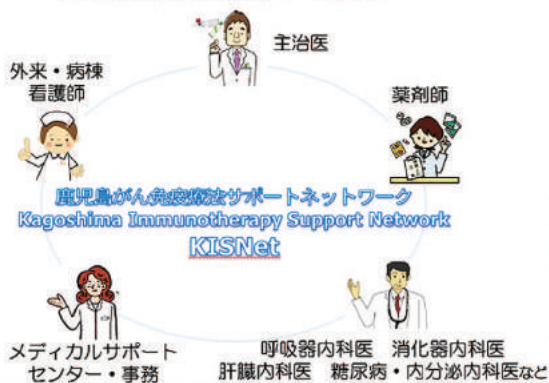 主治医
外来・病棟
看護師
薬剤師
鹿児島がん免疫療法サポートネットワーク
Kagoshima Immunotherapy Support Network
KISNet
メディカルサポート
センター・事務
呼吸器内科医 消化器内科医
肝臓内科医 糖尿病・内分泌内科医など